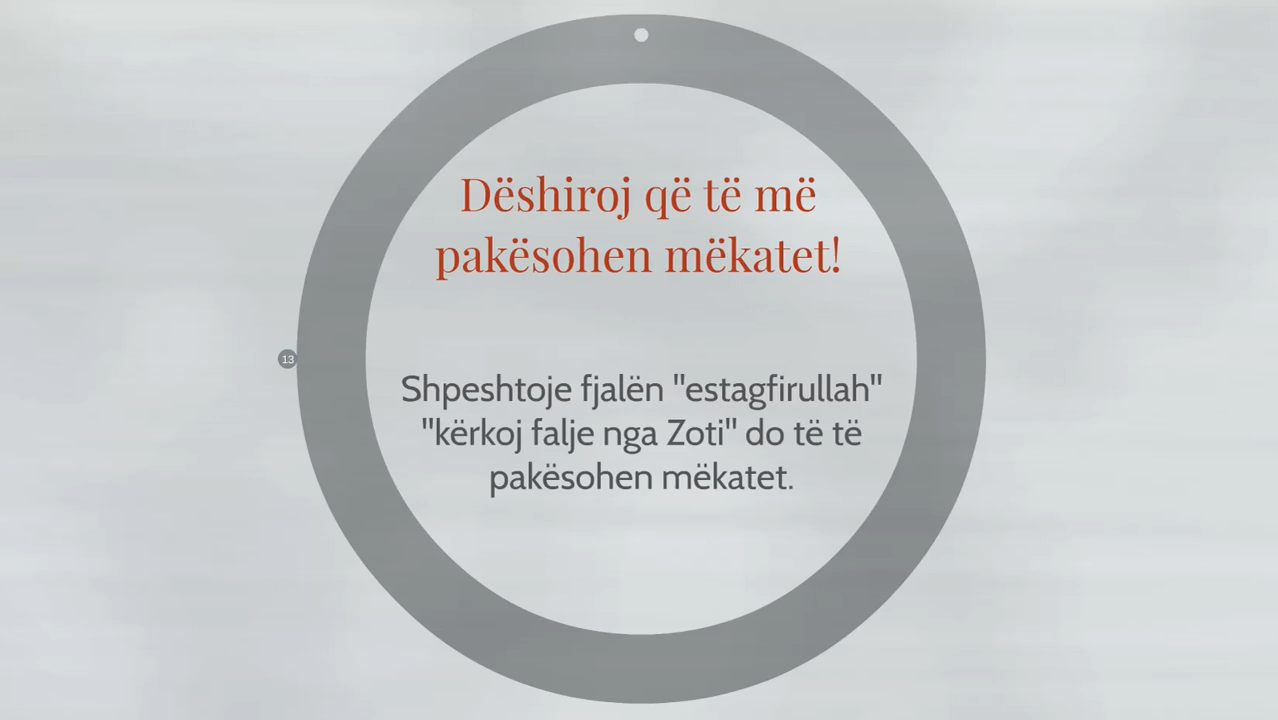 Dëshiroj që të më
pakësohen mëkatet!
13
Shpeshtoje fjalën "estagfirullah"
"kërkoj falje nga Zoti" do të të
pakësohen mëkatet.